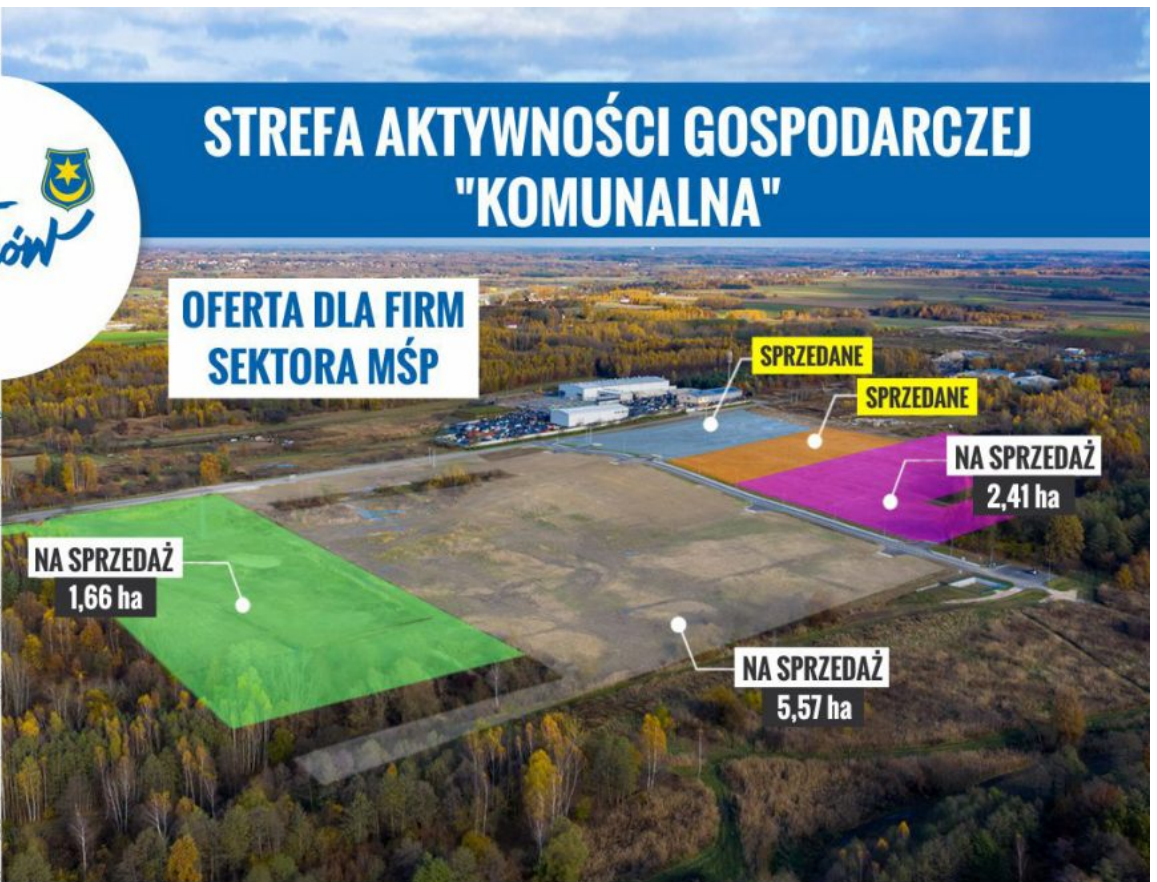 STREFA AKTYWNOŚCI GOSPODARCZEJ
"KOMUNALNA"
OFERTA DLA FIRM
SEKTORA MŚP
SPRZEDANE
SPRZEDANE
NA SPRZEDAŻ
2,41 ha
NA SPRZEDAŻ
1,66 ha
NA SPRZEDAŻ
5,57 ha